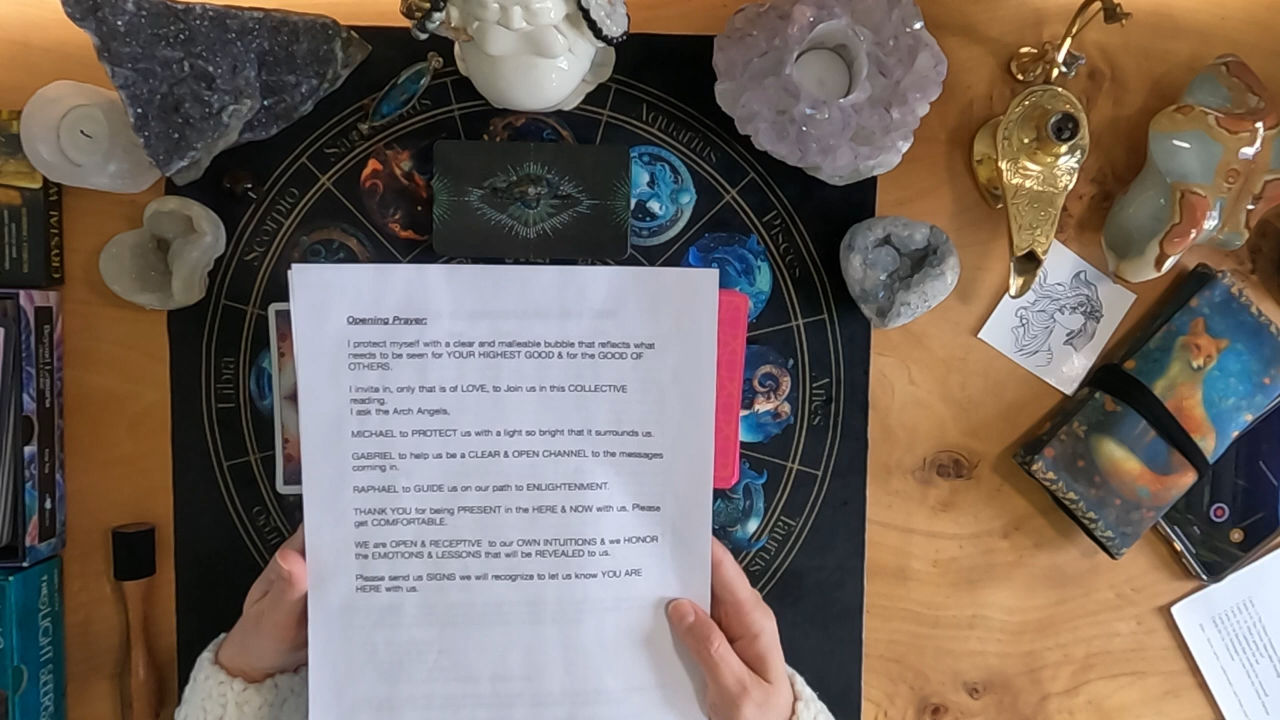 Opening Prayer:
I protect myself with a clear and malleable bubble that reflects what
needs to be seen for YOUR HIGHEST GOOD & for the GOOD OF
OTHERS.
I invite in, only that is of LOVE, to Join us in this COLLECTIVE
reading.
I ask the Arch Angels,
MICHAEL to PROTECT us with a light so bright that it surrounds us.
GABRIEL to help us be a CLEAR & OPEN CHANNEL to the messages
coming in.
RAPHAEL to GUIDE us on our path to ENLIGHTENMENT.
THANK YOU for being PRESENT in the HERE & NOW with us. Please
get COMFORTABLE.
WE are OPEN & RECEPTIVE to our OWN INTUITIONS & we HONOR
the EMOTIONS & LESSONS that will be REVEALED to us.
Please send us SIGNS we will recognize to let us know YOU ARE
HERE with us.
Scorpio
Aquarius
Pisces
Aries
Taurus
Libra
LIGHT